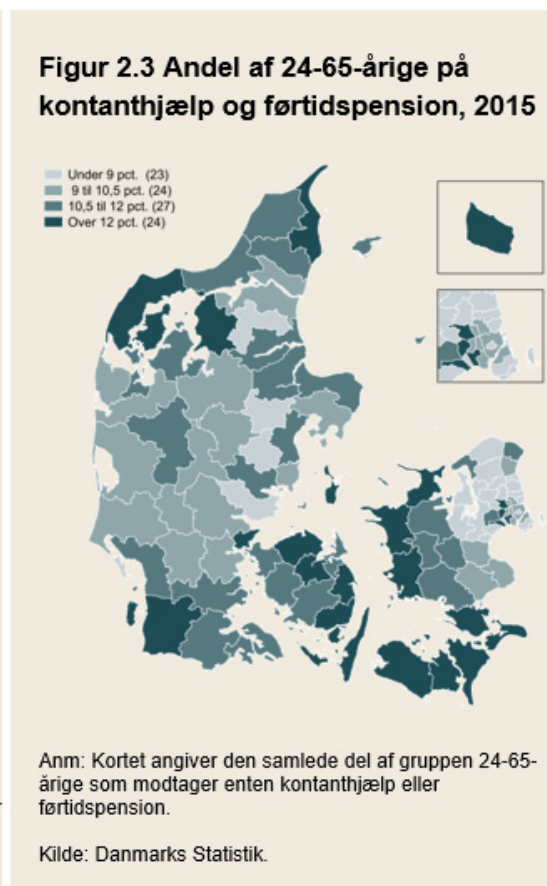 Figur 2.3 Andel af 24-65-årige på
kontanthjælp og førtidspension, 2015
Under 9 pct. (23)
9 til 10,5 pct. (24)
10,5 til 12 pct. (27)
Over 12 pct. (24)
Anm: Kortet angiver den samlede del af gruppen 24-65-
årige som modtager enten kontanthjælp eller
førtidspension.
Kilde: Danmarks Statistik.